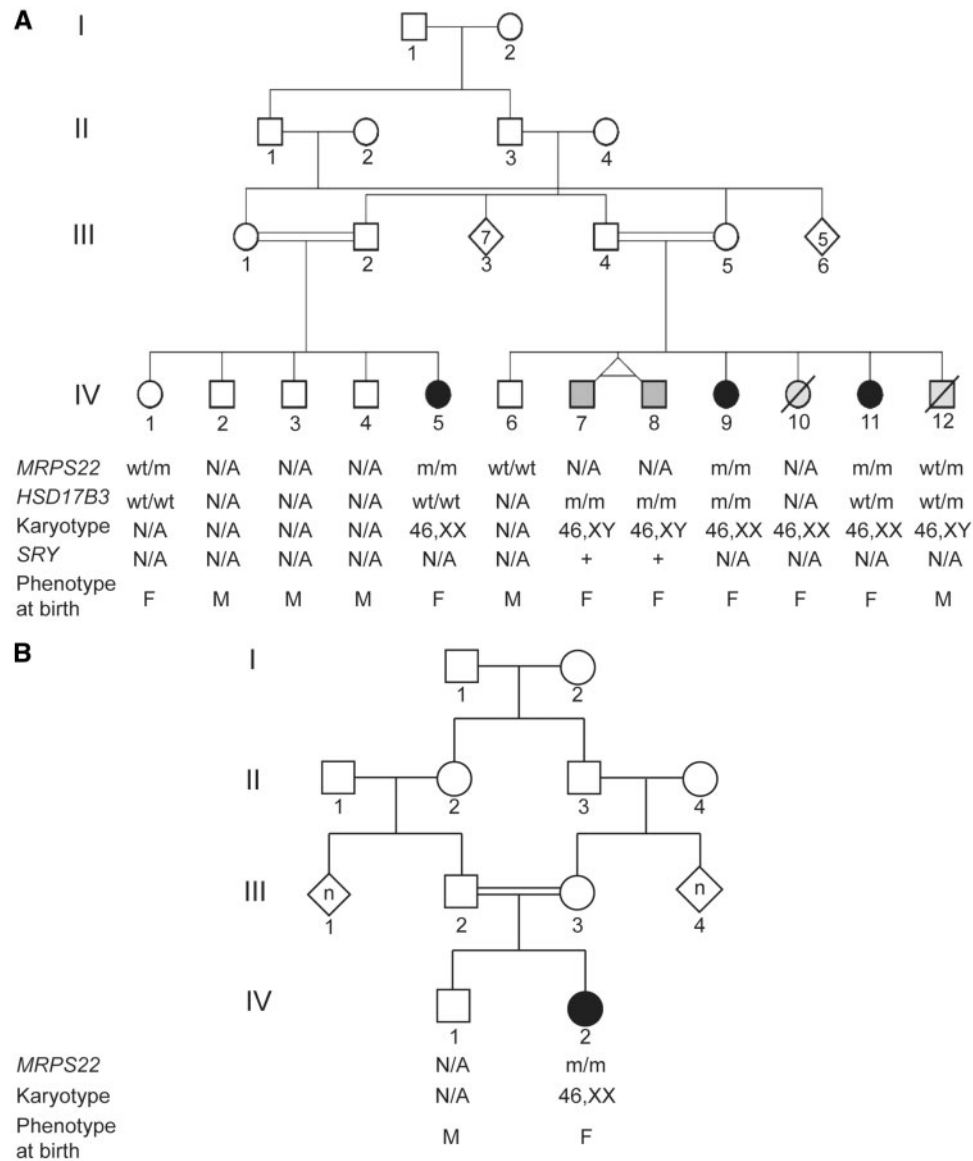 A
I
1 2
II
1 2 3 4
III
7 5
1 2 3 4 5 6
IV
1 2 3 4 5 6 7 8 9 10 11 12
MRPS22 wt/m N/A N/A N/A m/m wt/wt N/A N/A m/m N/A m/m wt/m
HSD17B3 wt/wt N/A N/A N/A wt/wt N/A m/m m/m m/m N/A wt/m wt/m
Karyotype N/A N/A N/A N/A 46,XX N/A 46,XY 46,XY 46,XX 46,XX 46,XX 46,XY
SRY N/A N/A N/A N/A N/A N/A + + N/A N/A N/A N/A
Phenotype
at birth F M M M F M F F F F F M
B
I
1 2
II
1 2 3 4
III
n n
1 2 3 4
IV
1 2
MRPS22 N/A m/m
Karyotype N/A 46,XX
Phenotype
at birth M F